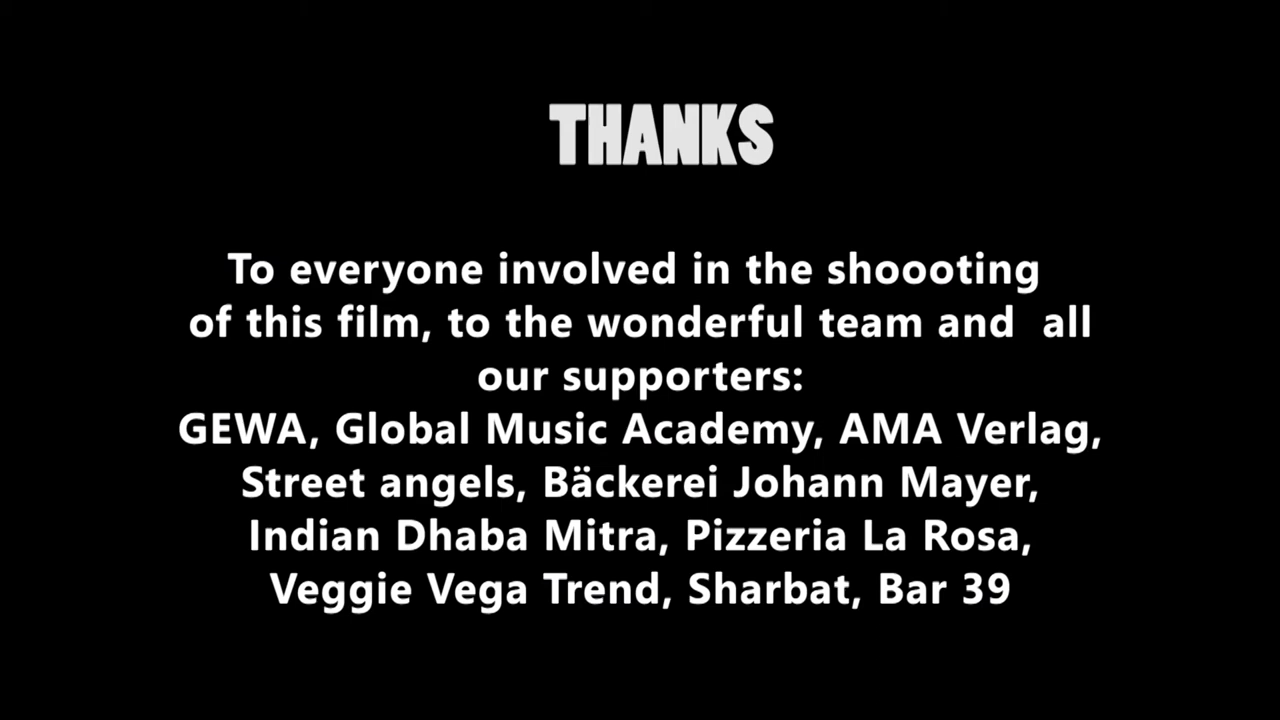 THANKS
To everyone involved in the shoooting
of this film, to the wonderful team and  all
our supporters:
GEWA, Global Music Academy, AMA Verlag,
Street angels, Bäckerei Johann Mayer,
Indian Dhaba Mitra, Pizzeria La Rosa,
Veggie Vega Trend, Sharbat, Bar 39